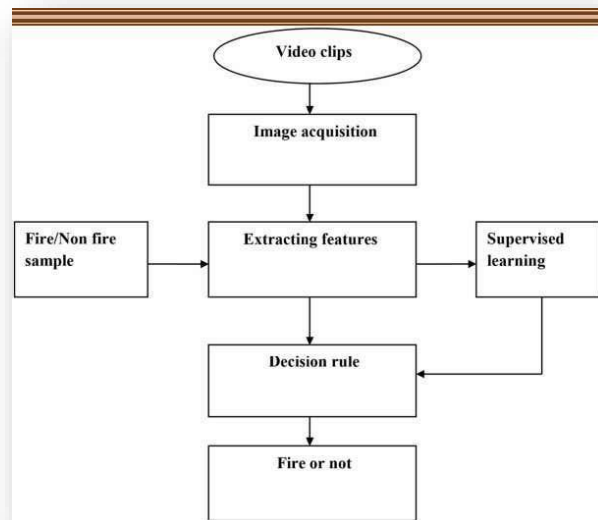 Video clips
Image acquisition
Fire/Non fire
sample
Extracting features
Supervised
learning
Decision rule
Fire or not